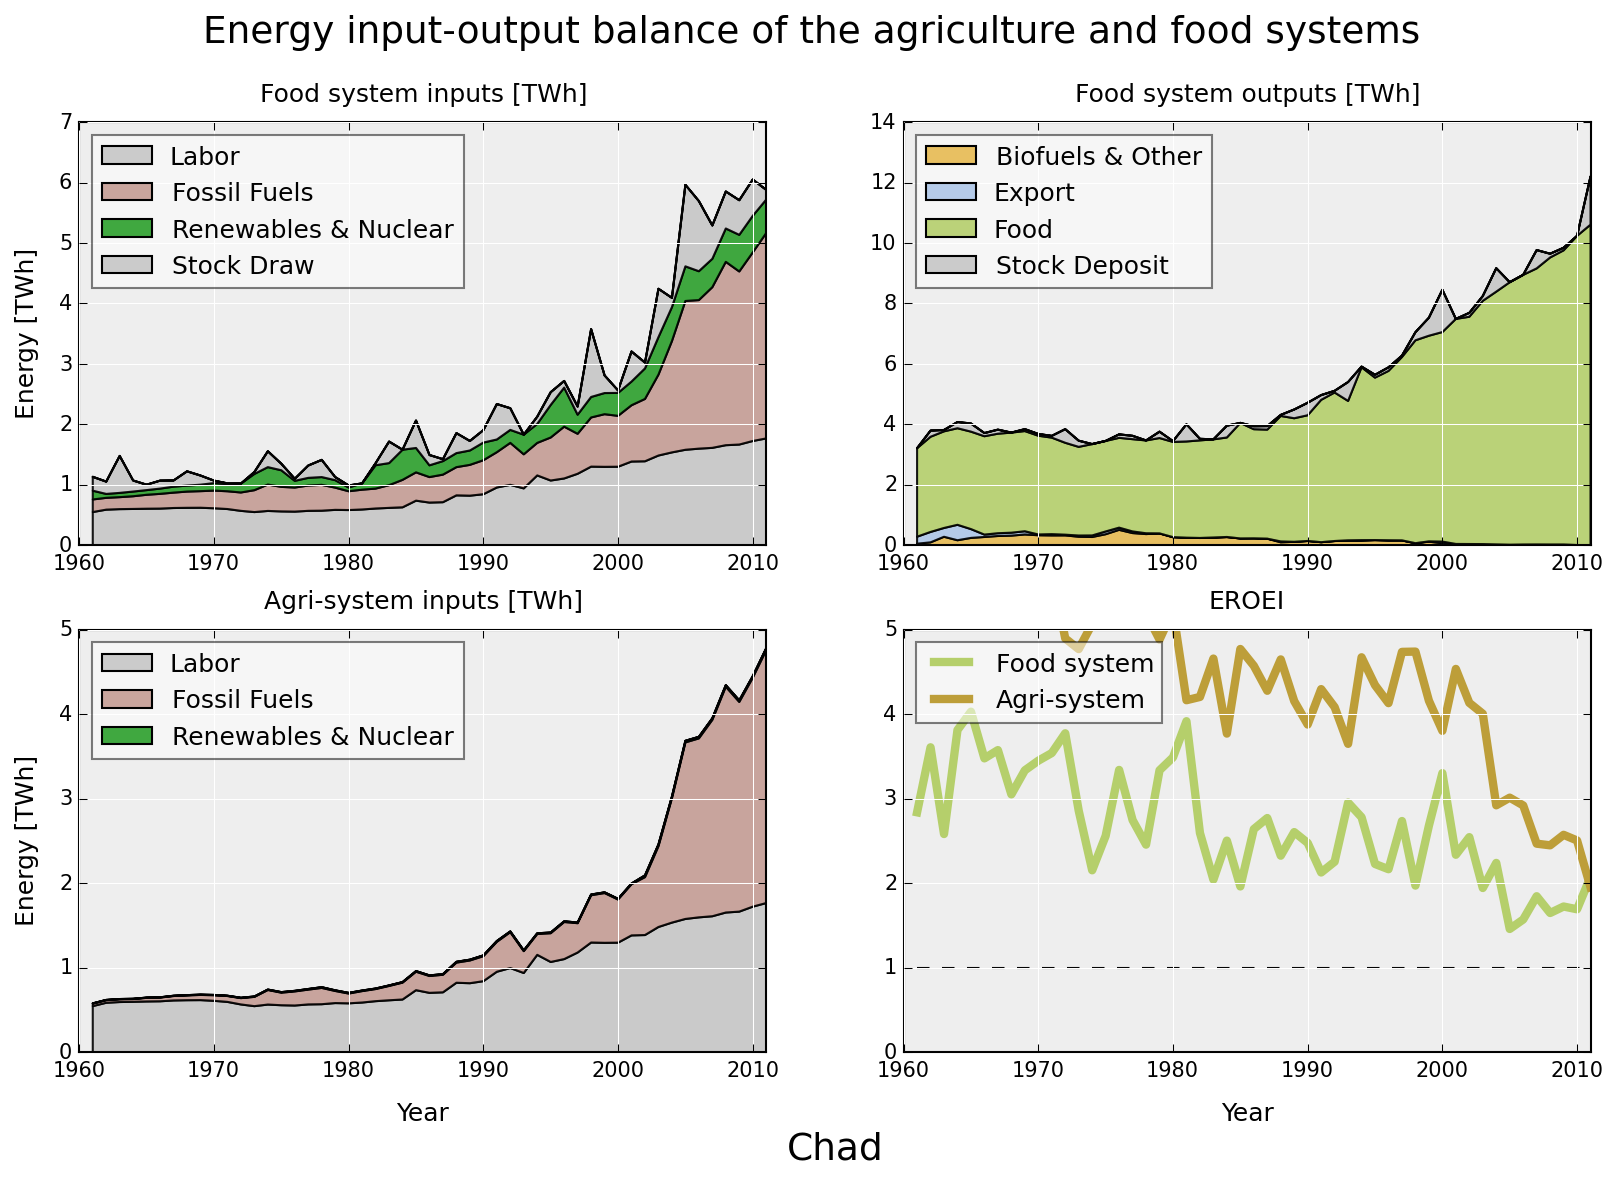 Energy input-output balance of the agriculture and food systems
Food system inputs [TWh]
Energy [TWh]
7
6
5
4
3
2
1
0
Labor
Fossil Fuels
Renewables & Nuclear
Stock Draw
1960
1970
1980
1990
2000
2010
Food system outputs [TWh]
14
12
10
8
6
4
2
0
Biofuels & Other
Export
Food
Stock Deposit
1960
1970
1980
1990
2000
2010
Agri-system inputs [TWh]
Energy [TWh]
5
4
3
2
1
0
Labor
Fossil Fuels
Renewables & Nuclear
1960
1970
1980
1990
2000
2010
Year
EROEI
5
4
3
2
1
0
Food system
Agri-system
1960
1970
1980
1990
2000
2010
Year
Chad